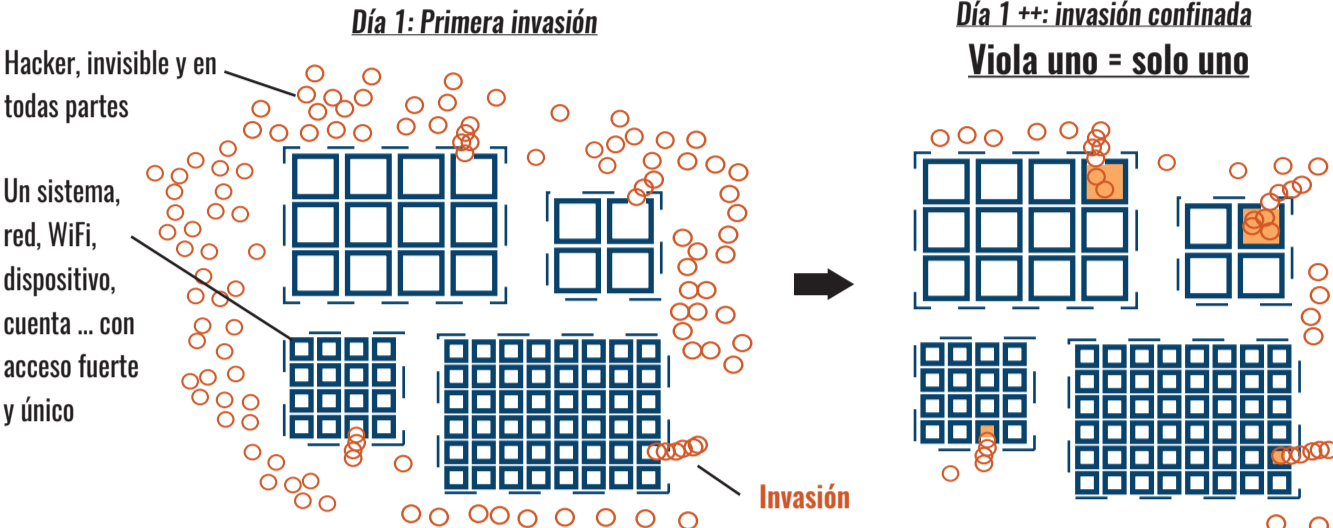 Día 1: Primera invasión
Hacker, invisible y en
todas partes
Un sistema,
red, WiFi,
dispositivo,
cuenta ... con
acceso fuerte
y único
Invasión
Día 1 ++: invasión confinada
Viola uno = solo uno